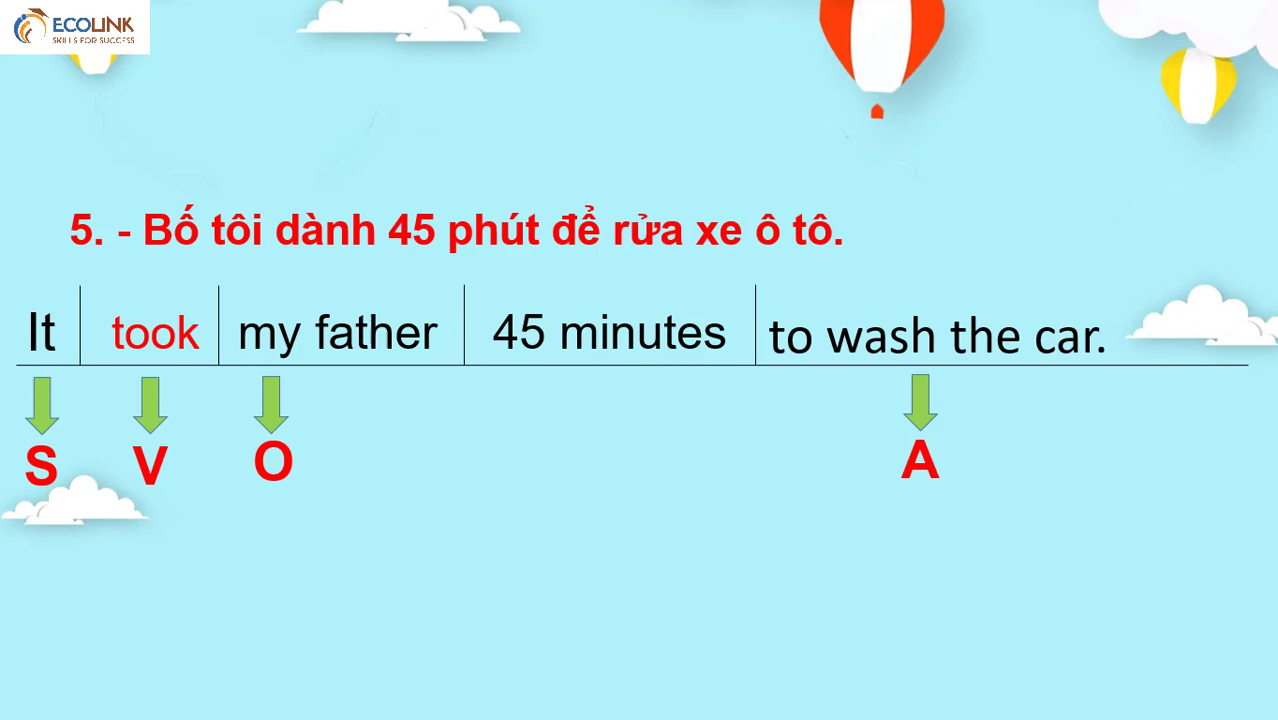 ECOLINK
SKILLS FOR SUCCESS
5. - Bố tôi dành 45 phút để rửa xe ô tô.
It took my father 45 minutes to wash the car.
S V O A